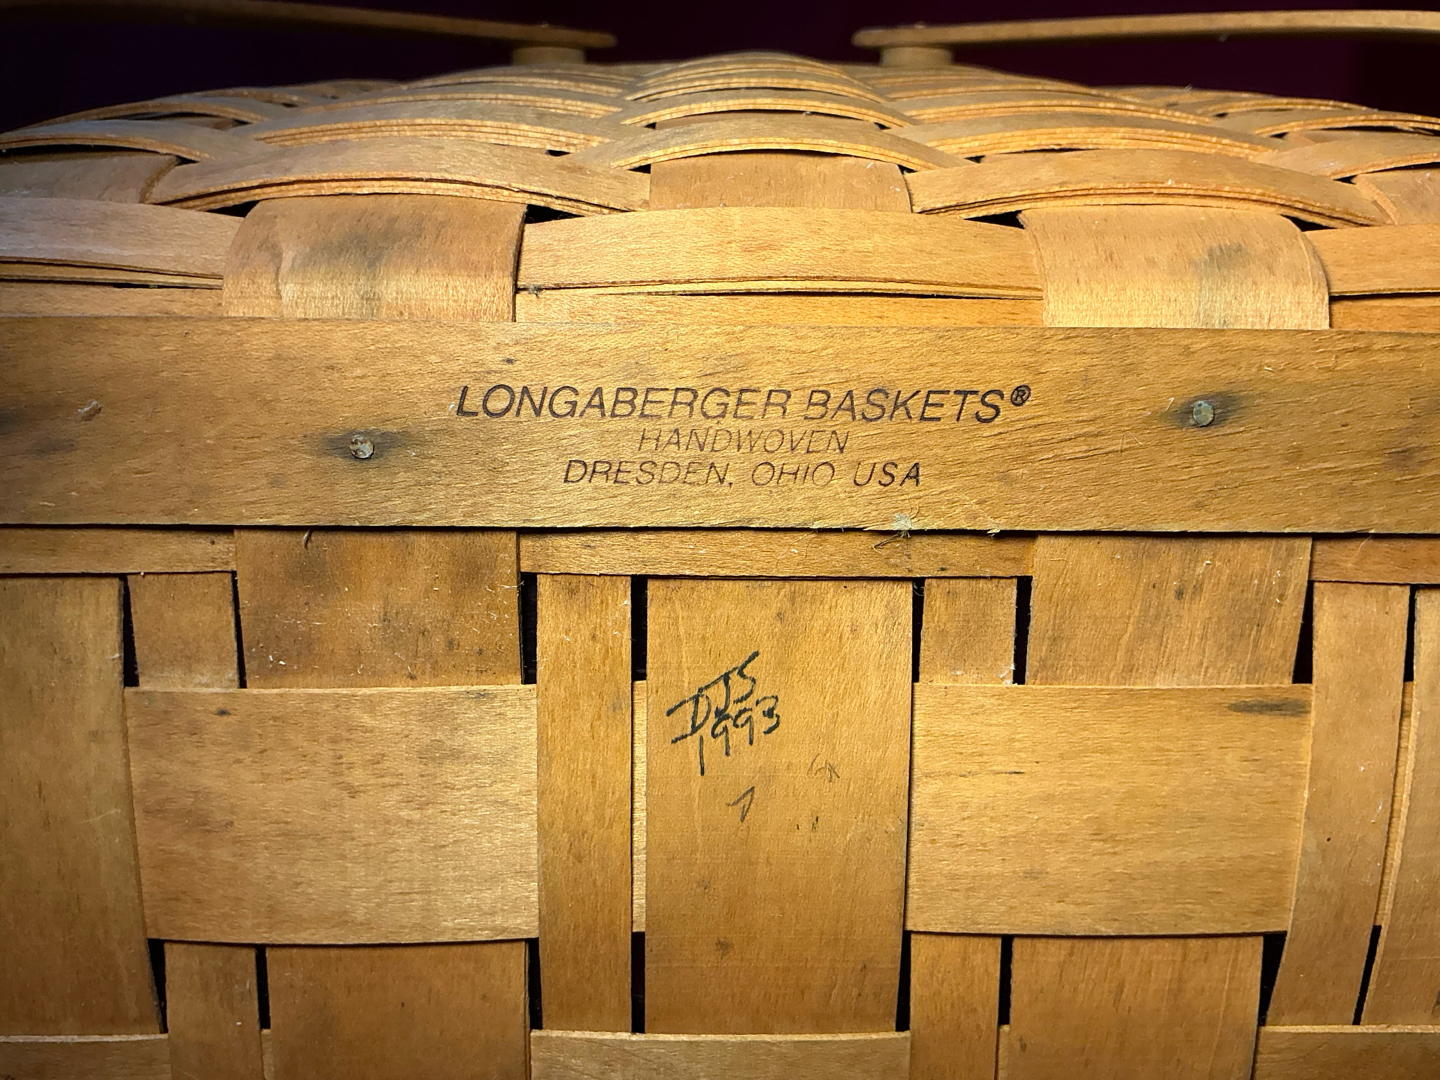 LONGABERGER BASKETS®
HANDWOVEN
DRESDEN, OHIO USA
DJS
1993